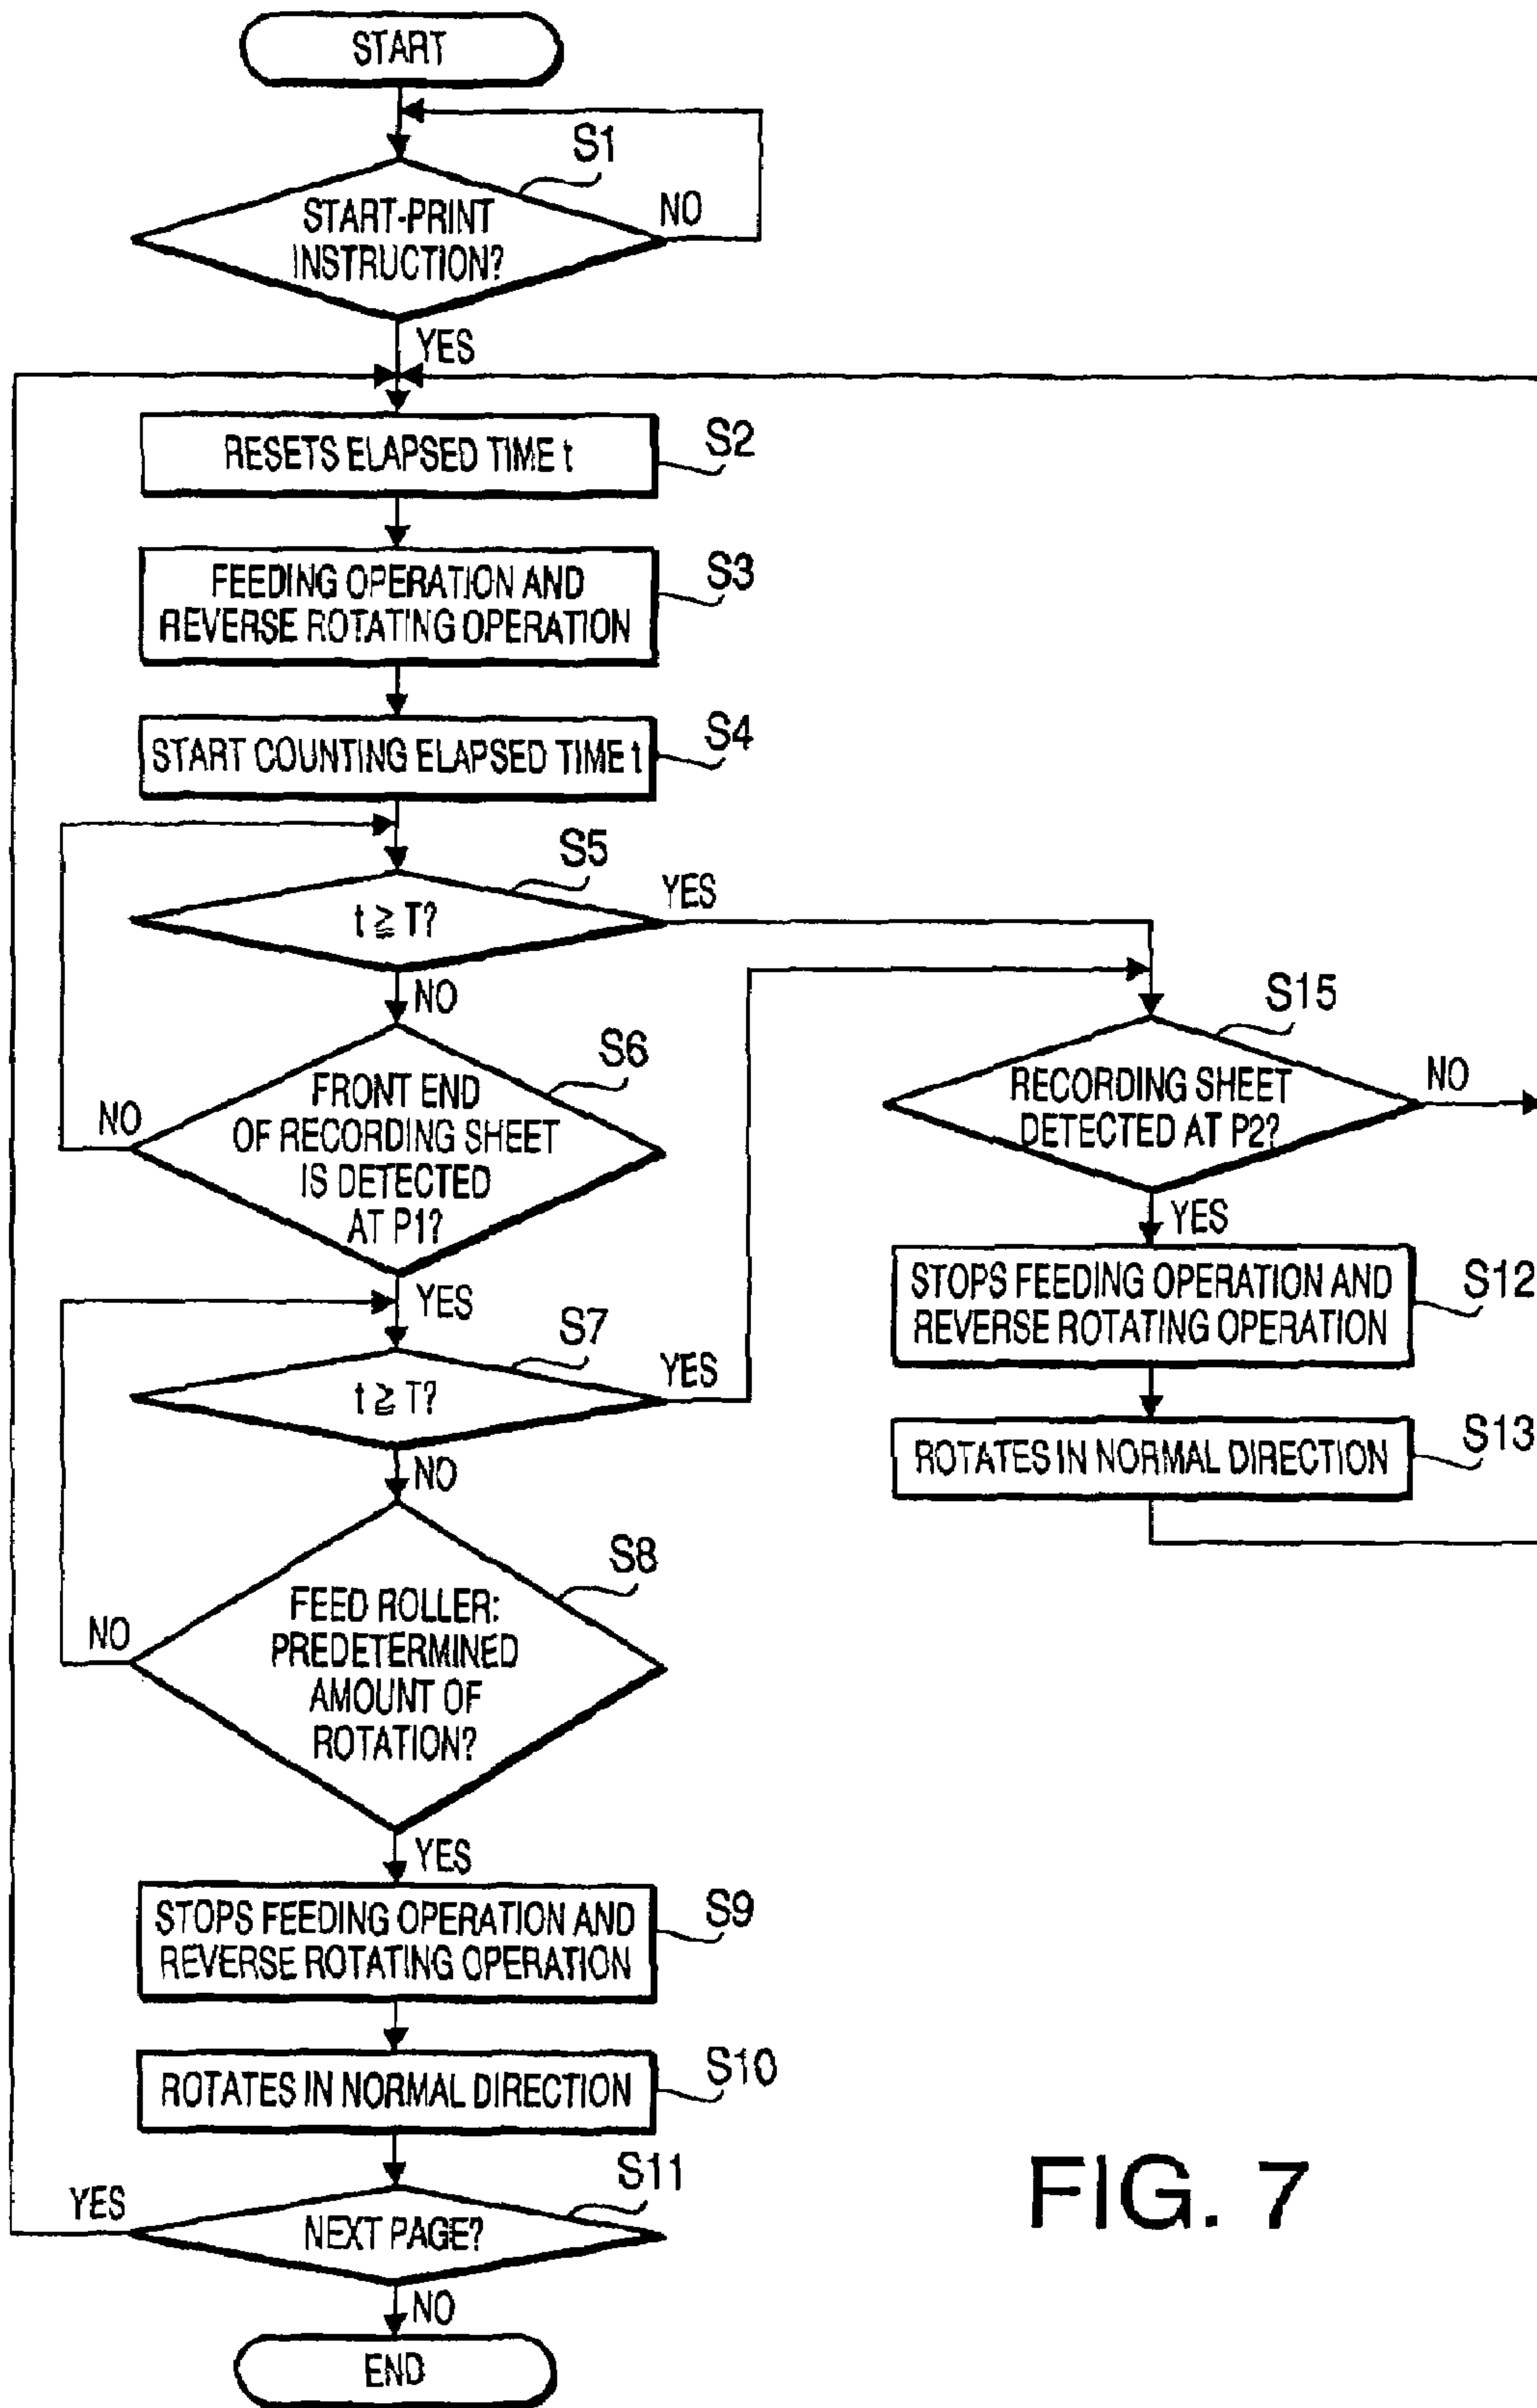 START
S1
START-PRINT
INSTRUCTION?
NO
YES
RESETS ELAPSED TIME t
S2
FEEDING OPERATION AND
REVERSE ROTATING OPERATION
S3
START COUNTING ELAPSED TIME t
S4
S5
t ≧ T?
YES
NO
S6
FRONT END
OF RECORDING SHEET
IS DETECTED
AT P1?
NO
YES
S7
t ≧ T?
YES
NO
S8
FEED ROLLER:
PREDETERMINED
AMOUNT OF
ROTATION?
NO
YES
STOPS FEEDING OPERATION AND
REVERSE ROTATING OPERATION
S9
ROTATES IN NORMAL DIRECTION
S10
S11
NEXT PAGE?
YES
NO
END
S15
RECORDING SHEET
DETECTED AT P2?
NO
YES
STOPS FEEDING OPERATION AND
REVERSE ROTATING OPERATION
S12
ROTATES IN NORMAL DIRECTION
S13
FIG. 7